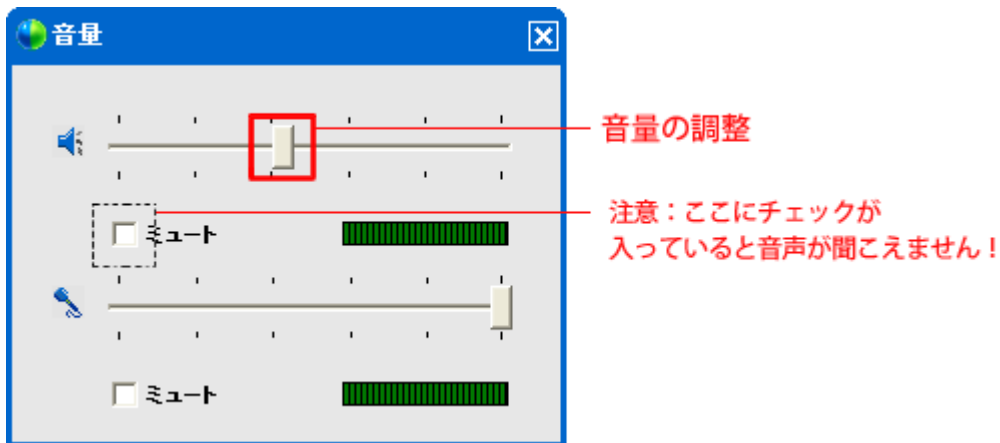 音量
音量の調整
ミュート
注意：ここにチェックが
入っていると音声が聞こえません！
ミュート